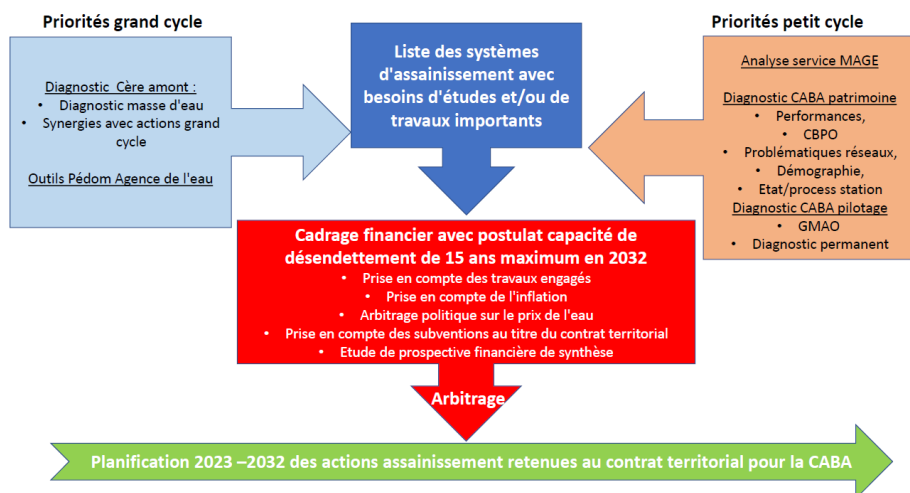 Priorités grand cycle
Diagnostic Cère amont :
• Diagnostic masse d'eau
• Synergies avec actions grand
cycle
Outils Pédom Agence de l'eau
Liste des systèmes
d'assainissement avec
besoins d'études et/ou de
travaux importants
Priorités petit cycle
Analyse service MAGE
Diagnostic CABA patrimoine
• Performances,
• CBPO
• Problématiques réseaux,
• Démographie,
• Etat/process station
Diagnostic CABA pilotage
• GMAO
• Diagnostic permanent
Cadrage financier avec postulat capacité de
désendettement de 15 ans maximum en 2032
• Prise en compte des travaux engagés
• Prise en compte de l'inflation
• Arbitrage politique sur le prix de l'eau
• Prise en compte des subventions au titre du contrat territorial
• Etude de prospective financière de synthèse
Arbitrage
Planification 2023 –2032 des actions assainissement retenues au contrat territorial pour la CABA